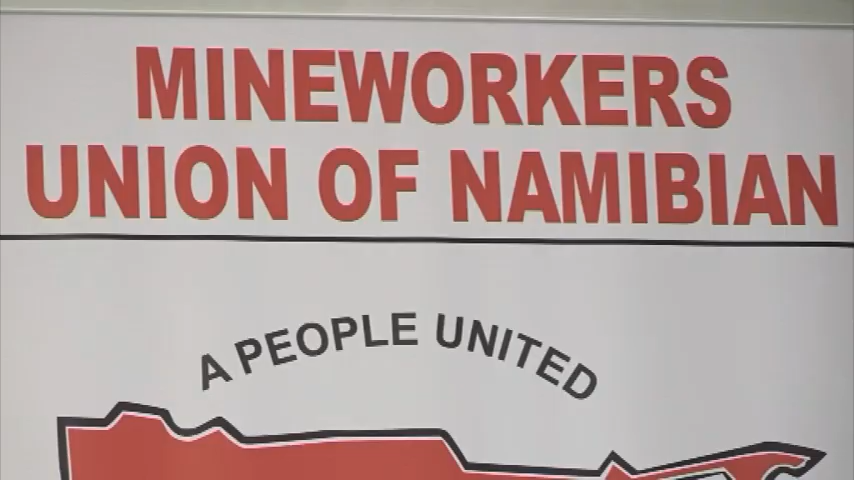 MINEWORKERS
UNION OF NAMIBIAN
A PEOPLE UNITED